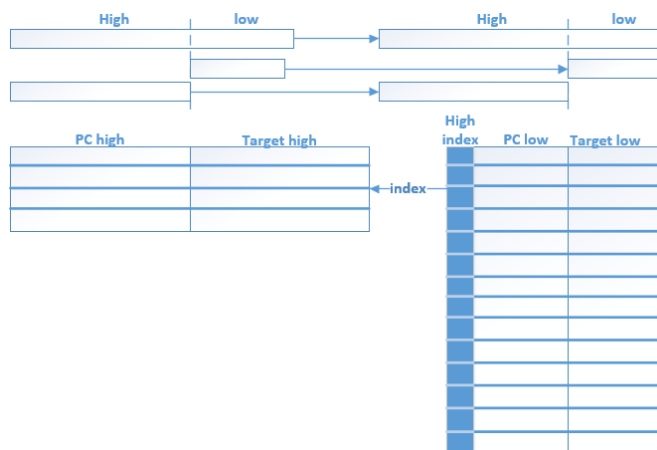 High low High low
PC high Target high
High
index PC low Target low
index